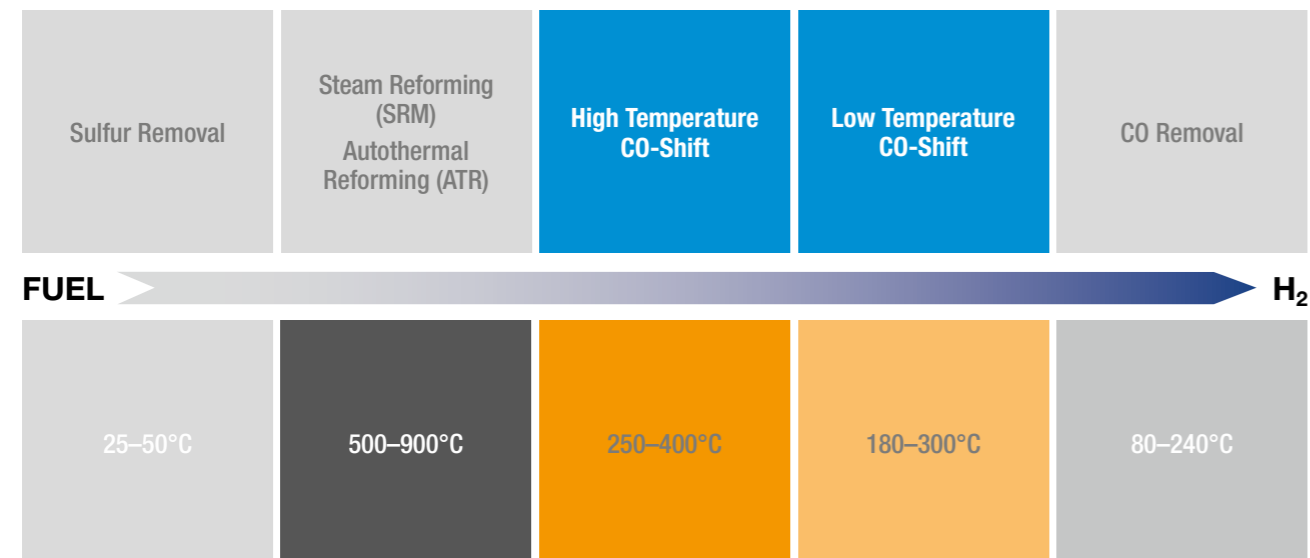 Sulfur Removal
Steam Reforming
(SRM)
Autothermal
Reforming (ATR)
High Temperature
CO-Shift
Low Temperature
CO-Shift
CO Removal
FUEL
H₂
25–50°C
500–900°C
250–400°C
180–300°C
80–240°C